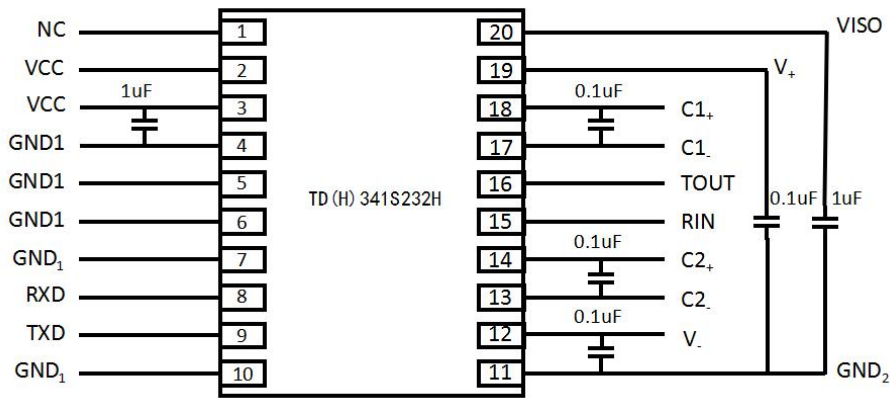 NC 1 20 VISO
VCC 2 19 V+
VCC 1uF 3 18 0.1uF C1+
GND1 4 17 C1-
GND1 5 TD(H)341S232H 16 TOUT
GND1 6 15 RIN 0.1uF 1uF
GND1 7 14 0.1uF C2+
RXD 8 13 C2-
TXD 9 12 0.1uF V-
GND1 10 11 GND2